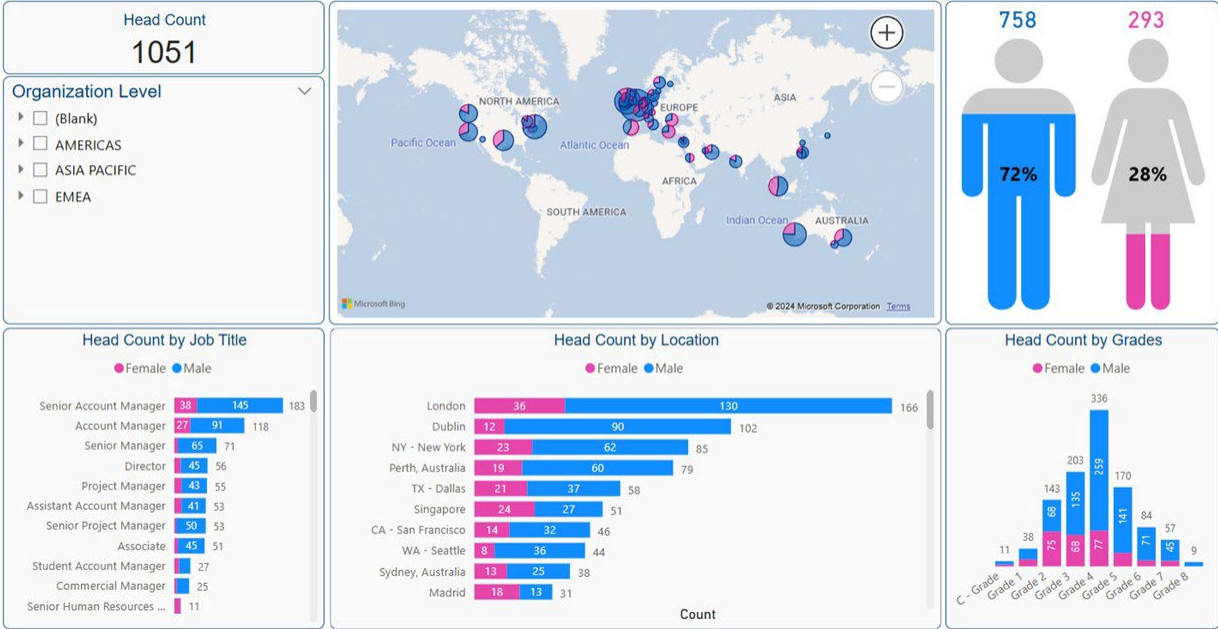 Head Count
1051
Organization Level
(Blank)
AMERICAS
ASIA PACIFIC
EMEA
NORTH AMERICA
EUROPE
ASIA
Pacific Ocean
Atlantic Ocean
AFRICA
SOUTH AMERICA
Indian Ocean
AUSTRALIA
Microsoft Bing
© 2024 Microsoft Corporation Terms
758
293
72%
28%
Head Count by Job Title
Female Male
Senior Account Manager 38 145 183
Account Manager 27 91 118
Senior Manager 65 71
Director 45 56
Project Manager 43 55
Assistant Account Manager 41 53
Senior Project Manager 50 53
Associate 45 51
Student Account Manager 27
Commercial Manager 25
Senior Human Resources ... 11
Head Count by Location
Female Male
London 36 130 166
Dublin 12 90 102
NY - New York 23 62 85
Perth, Australia 19 60 79
TX - Dallas 21 37 58
Singapore 24 27 51
CA - San Francisco 14 32 46
WA - Seattle 8 36 44
Sydney, Australia 13 25 38
Madrid 18 13 31
Count
Head Count by Grades
Female Male
11
38
143 68 75
203 135 68
336 259 77
170 141
84 71
57 45
9
C - Grade
Grade 1
Grade 2
Grade 3
Grade 4
Grade 5
Grade 6
Grade 7
Grade 8